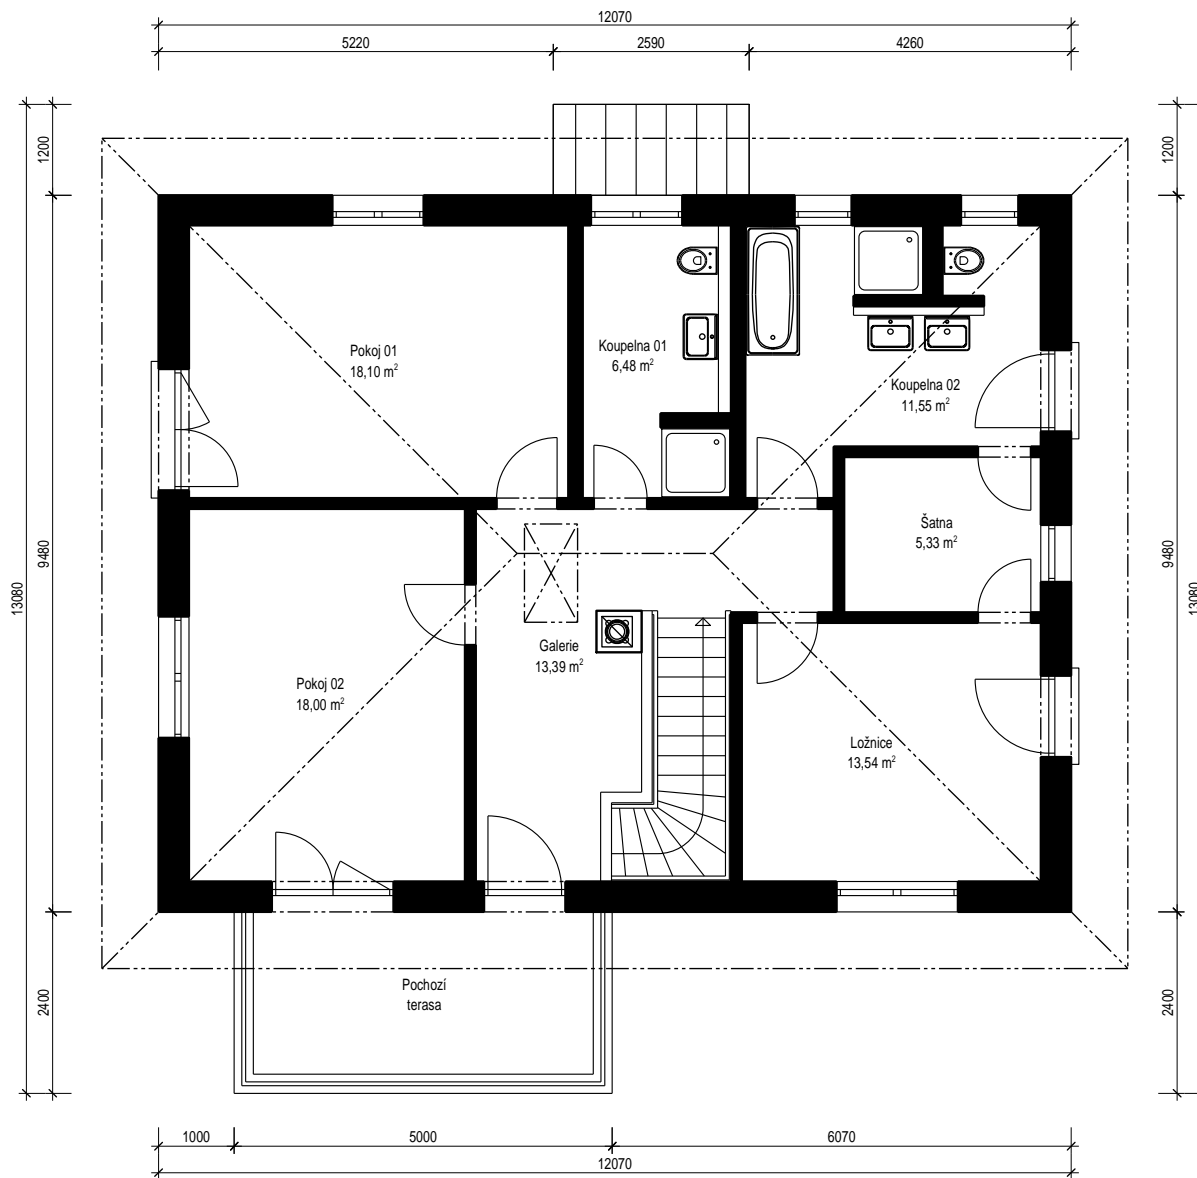 12070
5220
2590
4260
1200
1200
Pokoj 01
18,10 m²
Koupelna 01
6,48 m²
Koupelna 02
11,55 m²
Šatna
5,33 m²
9480
13080
9480
13080
Galerie
13,39 m²
Pokoj 02
18,00 m²
Ložnice
13,54 m²
Pochozí
terasa
2400
2400
1000
5000
6070
12070